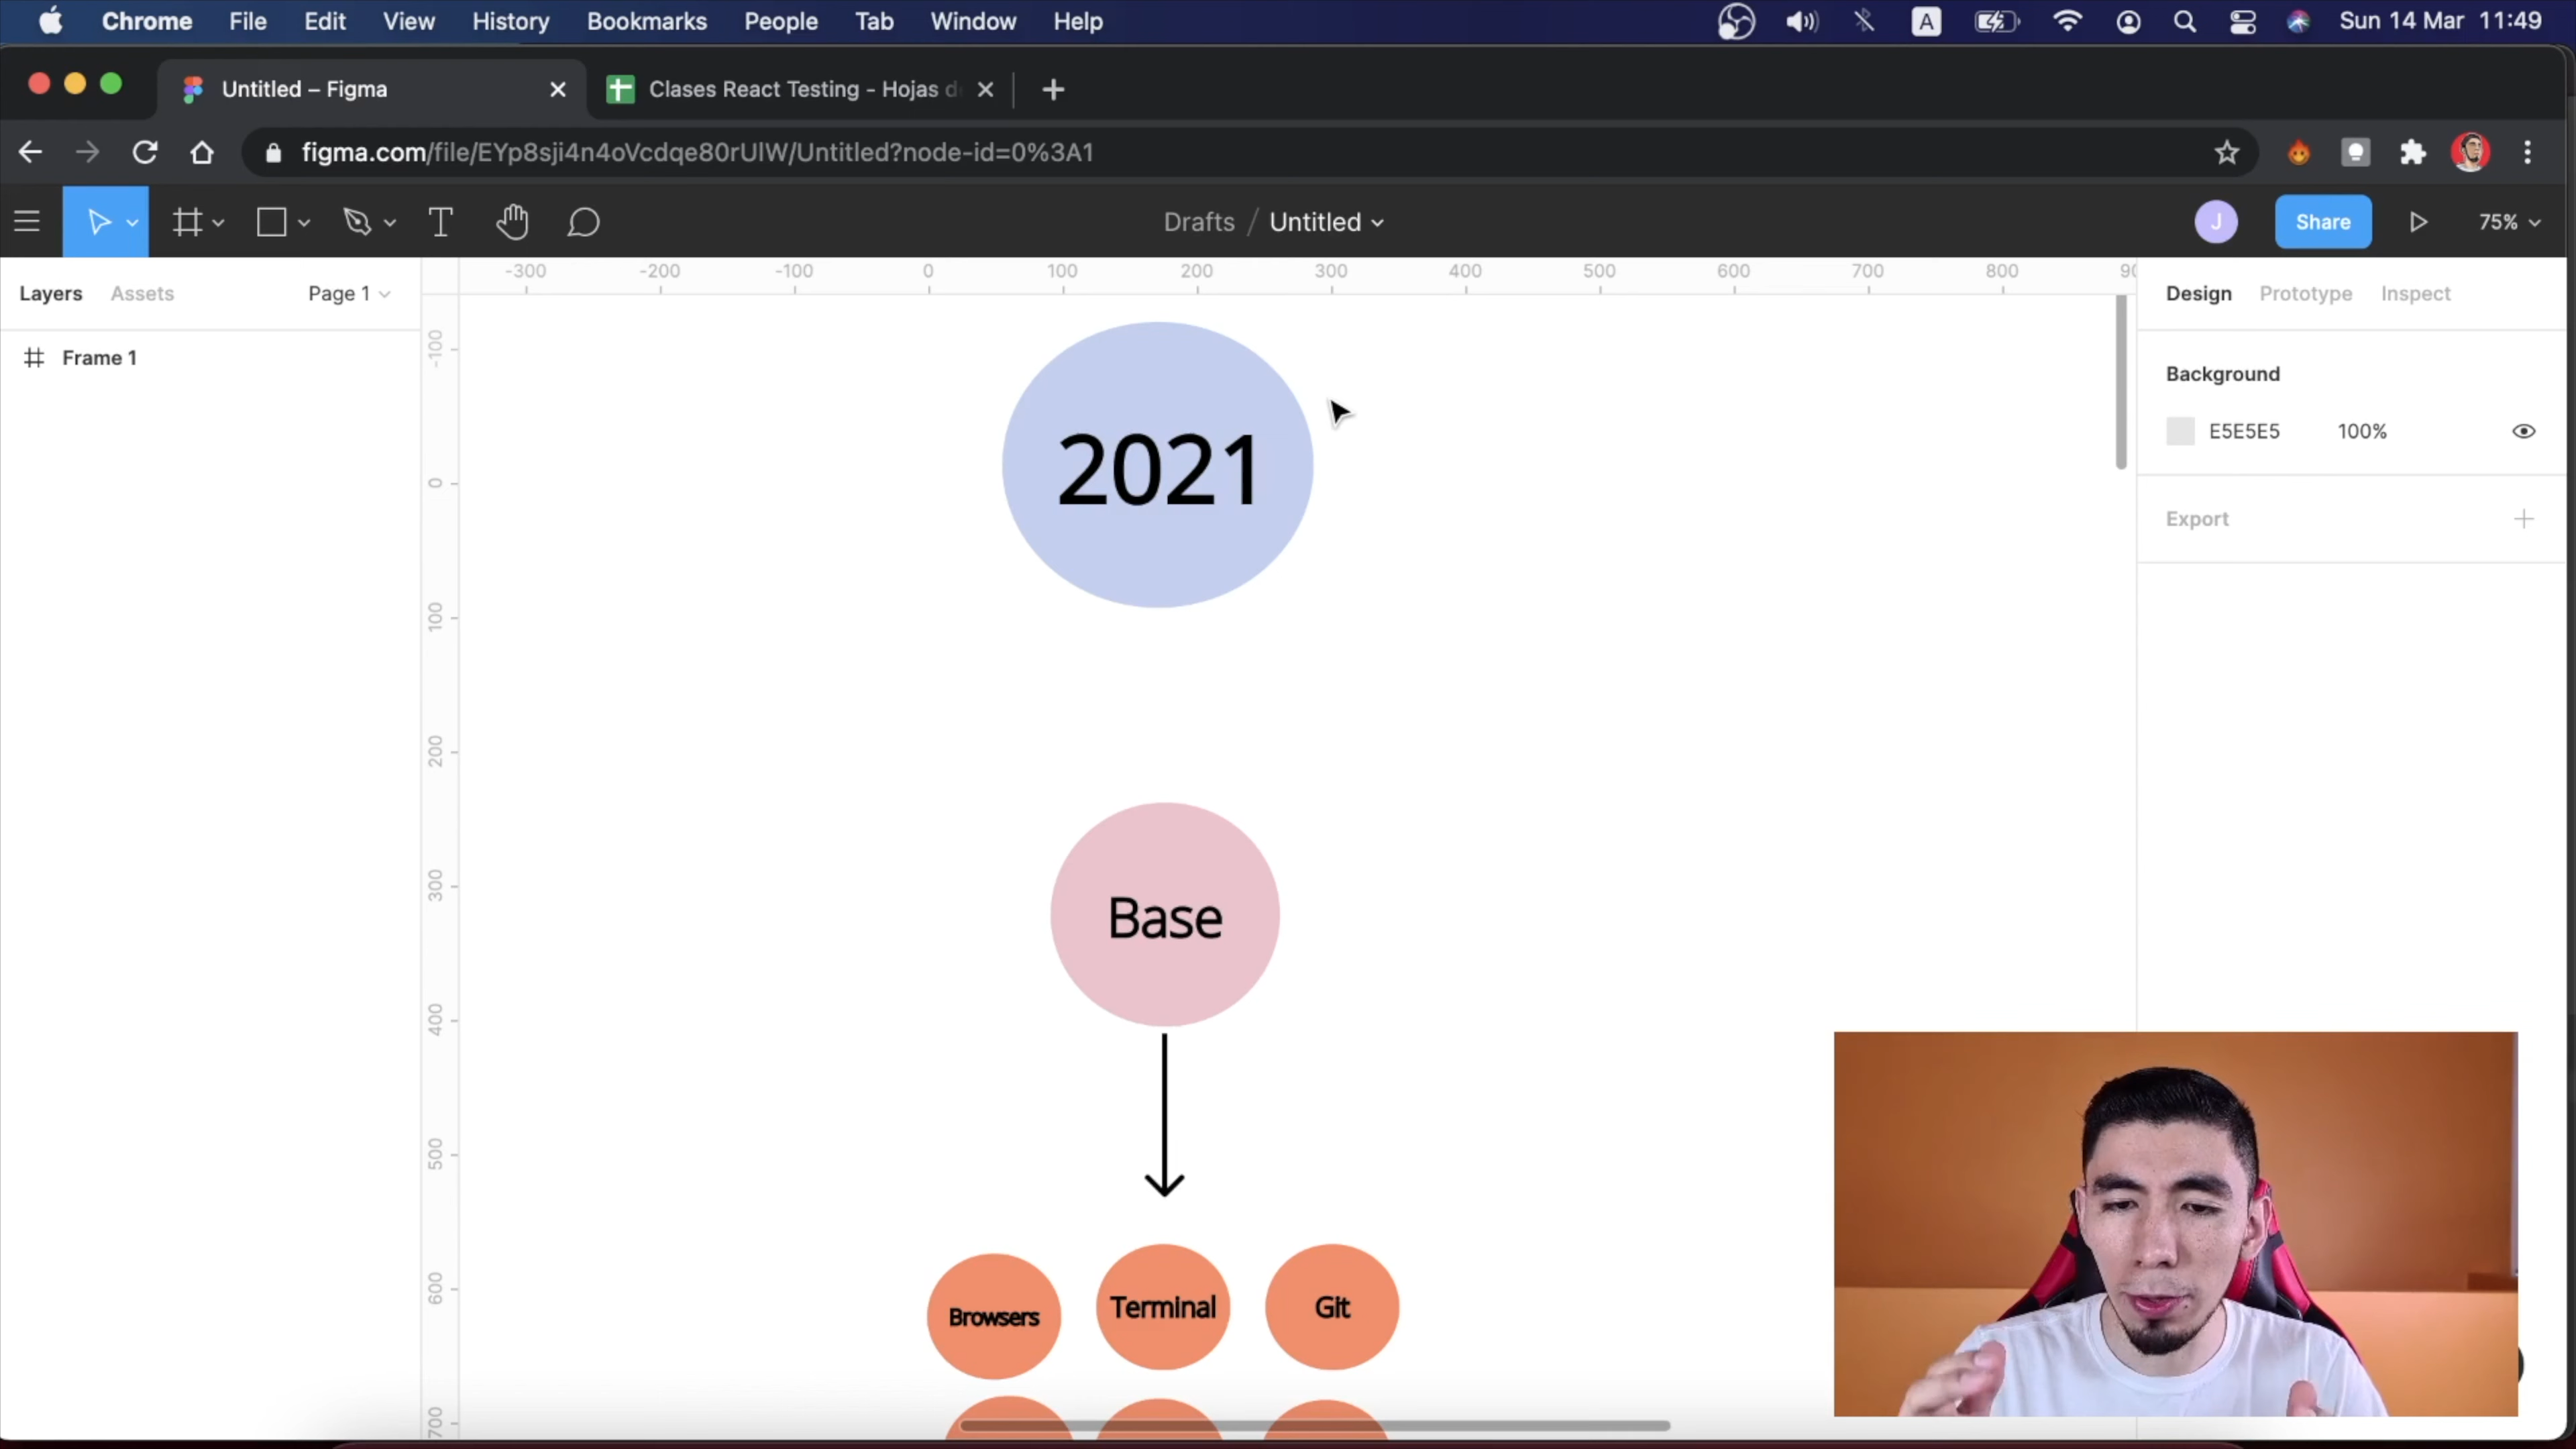 Chrome File Edit View History Bookmarks People Tab Window Help A Sun 14 Mar 11:49
Untitled – Figma Clases React Testing - Hojas d
figma.com/file/EYp8sji4n4oVcdqe80rUlW/Untitled?node-id=0%3A1
Drafts / Untitled J Share 75%
Layers Assets Page 1
-300 -200 -100 0 100 200 300 400 500 600 700 800 90
Design Prototype Inspect
Frame 1
-100
0
100
200
300
400
500
600
700
Background
E5E5E5 100%
Export
2021
Base
Browsers Terminal Git